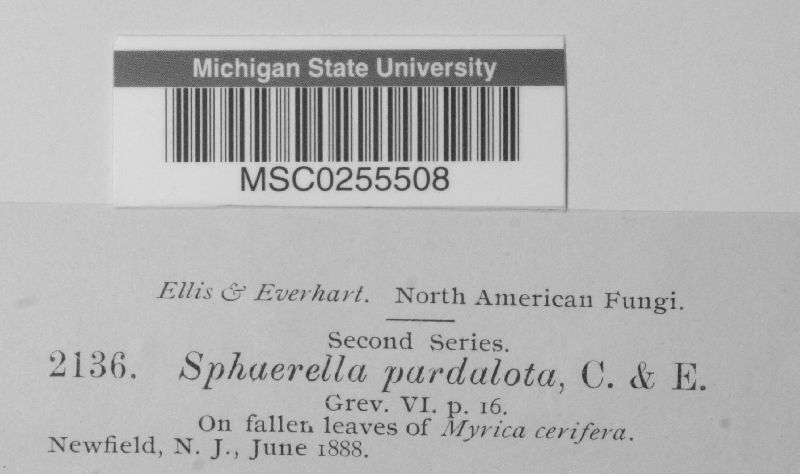 Michigan State University
MSC0255508
Ellis & Everhart. North American Fungi.
Second Series.
2136. Sphaerella pardalota, C. & E.
Grev. VI. p. 16.
On fallen leaves of Myrica cerifera.
Newfield, N. J., June 1888.